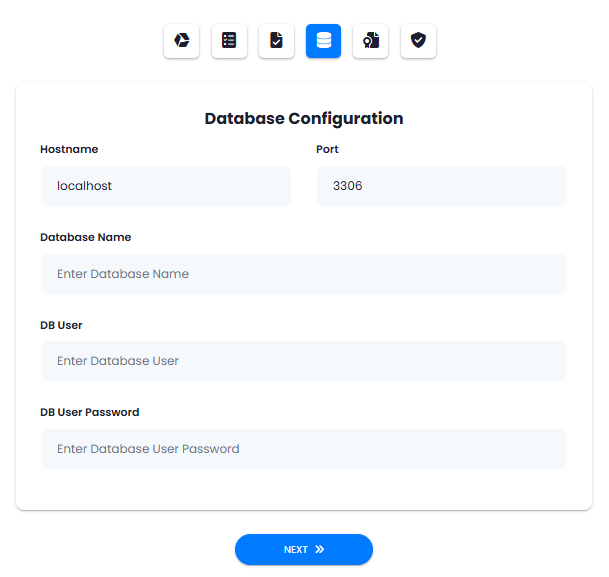 Database Configuration
Hostname Port
localhost 3306
Database Name
Enter Database Name
DB User
Enter Database User
DB User Password
Enter Database User Password
NEXT